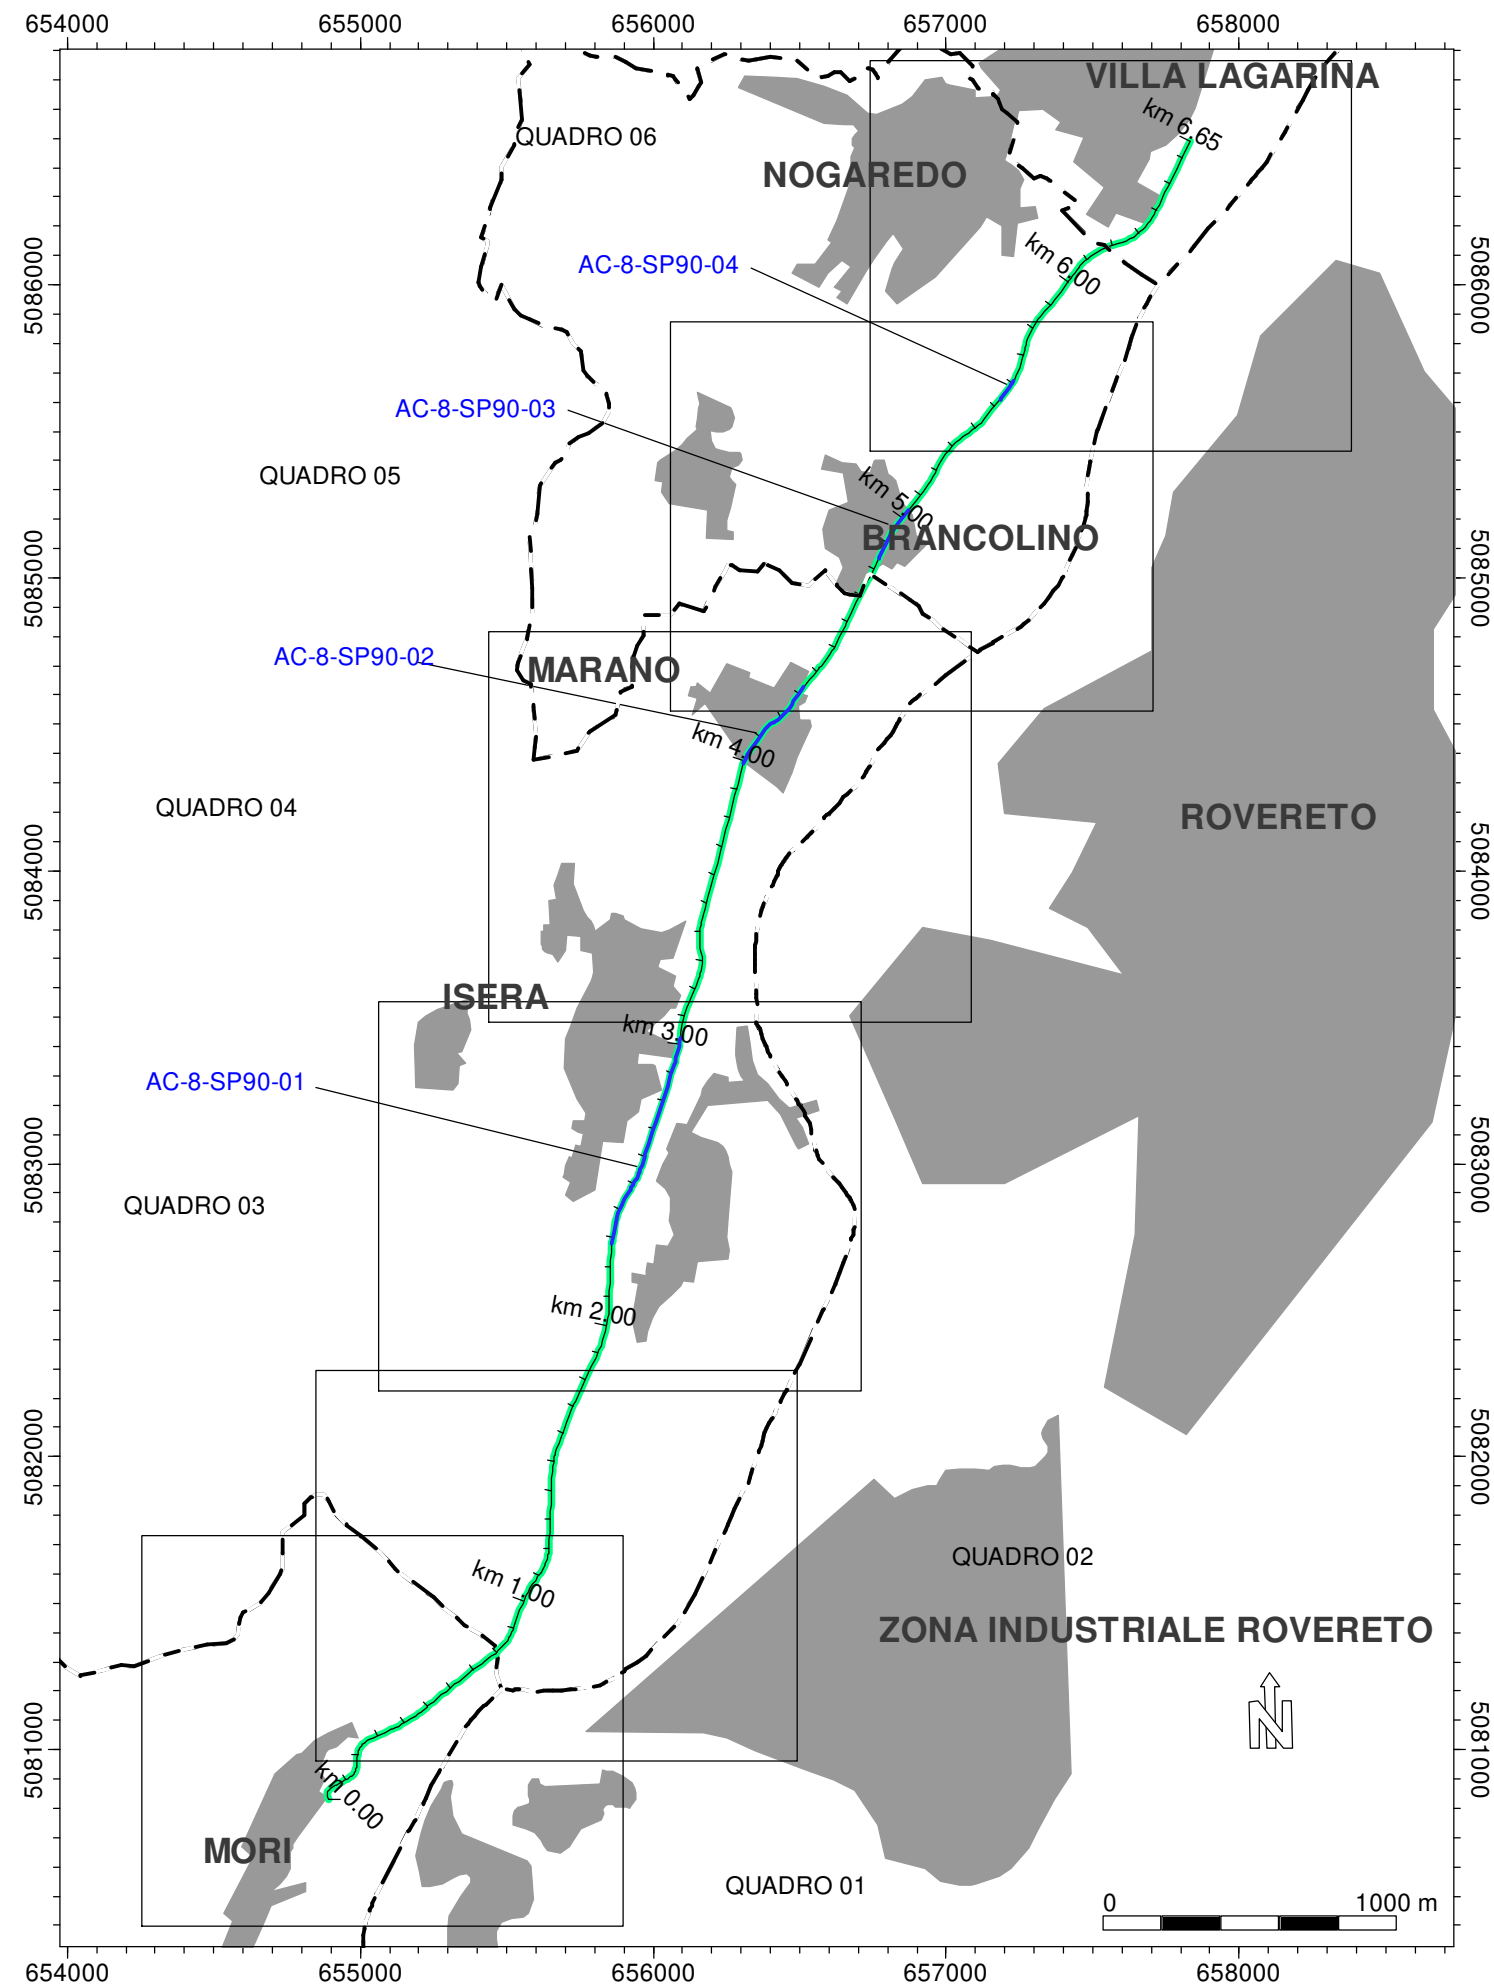 654000 655000 656000 657000 658000
VILLA LAGARINA
km 6.65
QUADRO 06
NOGAREDO
AC-8-SP90-04
km 6.00
5086000
5086000
AC-8-SP90-03
QUADRO 05
km 5.00
BRANCOLINO
5085000
5085000
AC-8-SP90-02
MARANO
km 4.00
QUADRO 04
ROVERETO
5084000
5084000
ISERA
km 3.00
AC-8-SP90-01
5083000
5083000
QUADRO 03
km 2.00
5082000
5082000
QUADRO 02
km 1.00
ZONA INDUSTRIALE ROVERETO
N
5081000
5081000
km 0.00
MORI
QUADRO 01
0 1000 m
654000 655000 656000 657000 658000